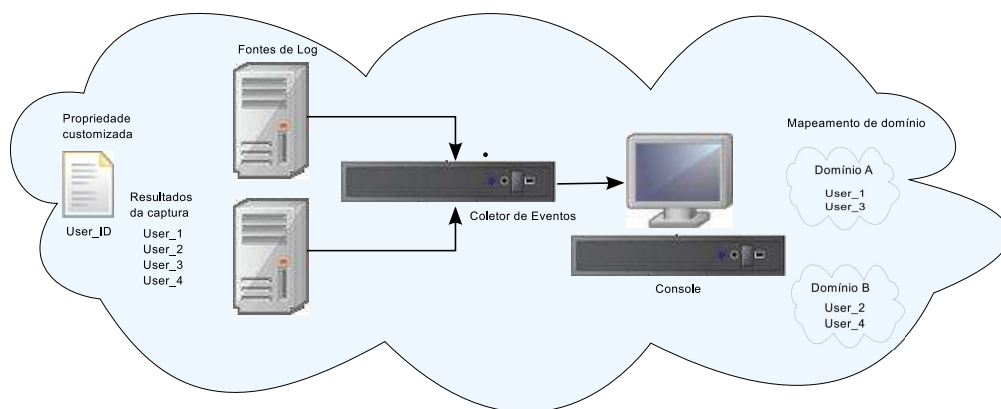 Fontes de Log
Propriedade
customizada
User_ID
Resultados
da captura
User_1
User_2
User_3
User_4
Coletor de Eventos
Console
Mapeamento de domínio
Domínio A
User_1
User_3
Domínio B
User_2
User_4